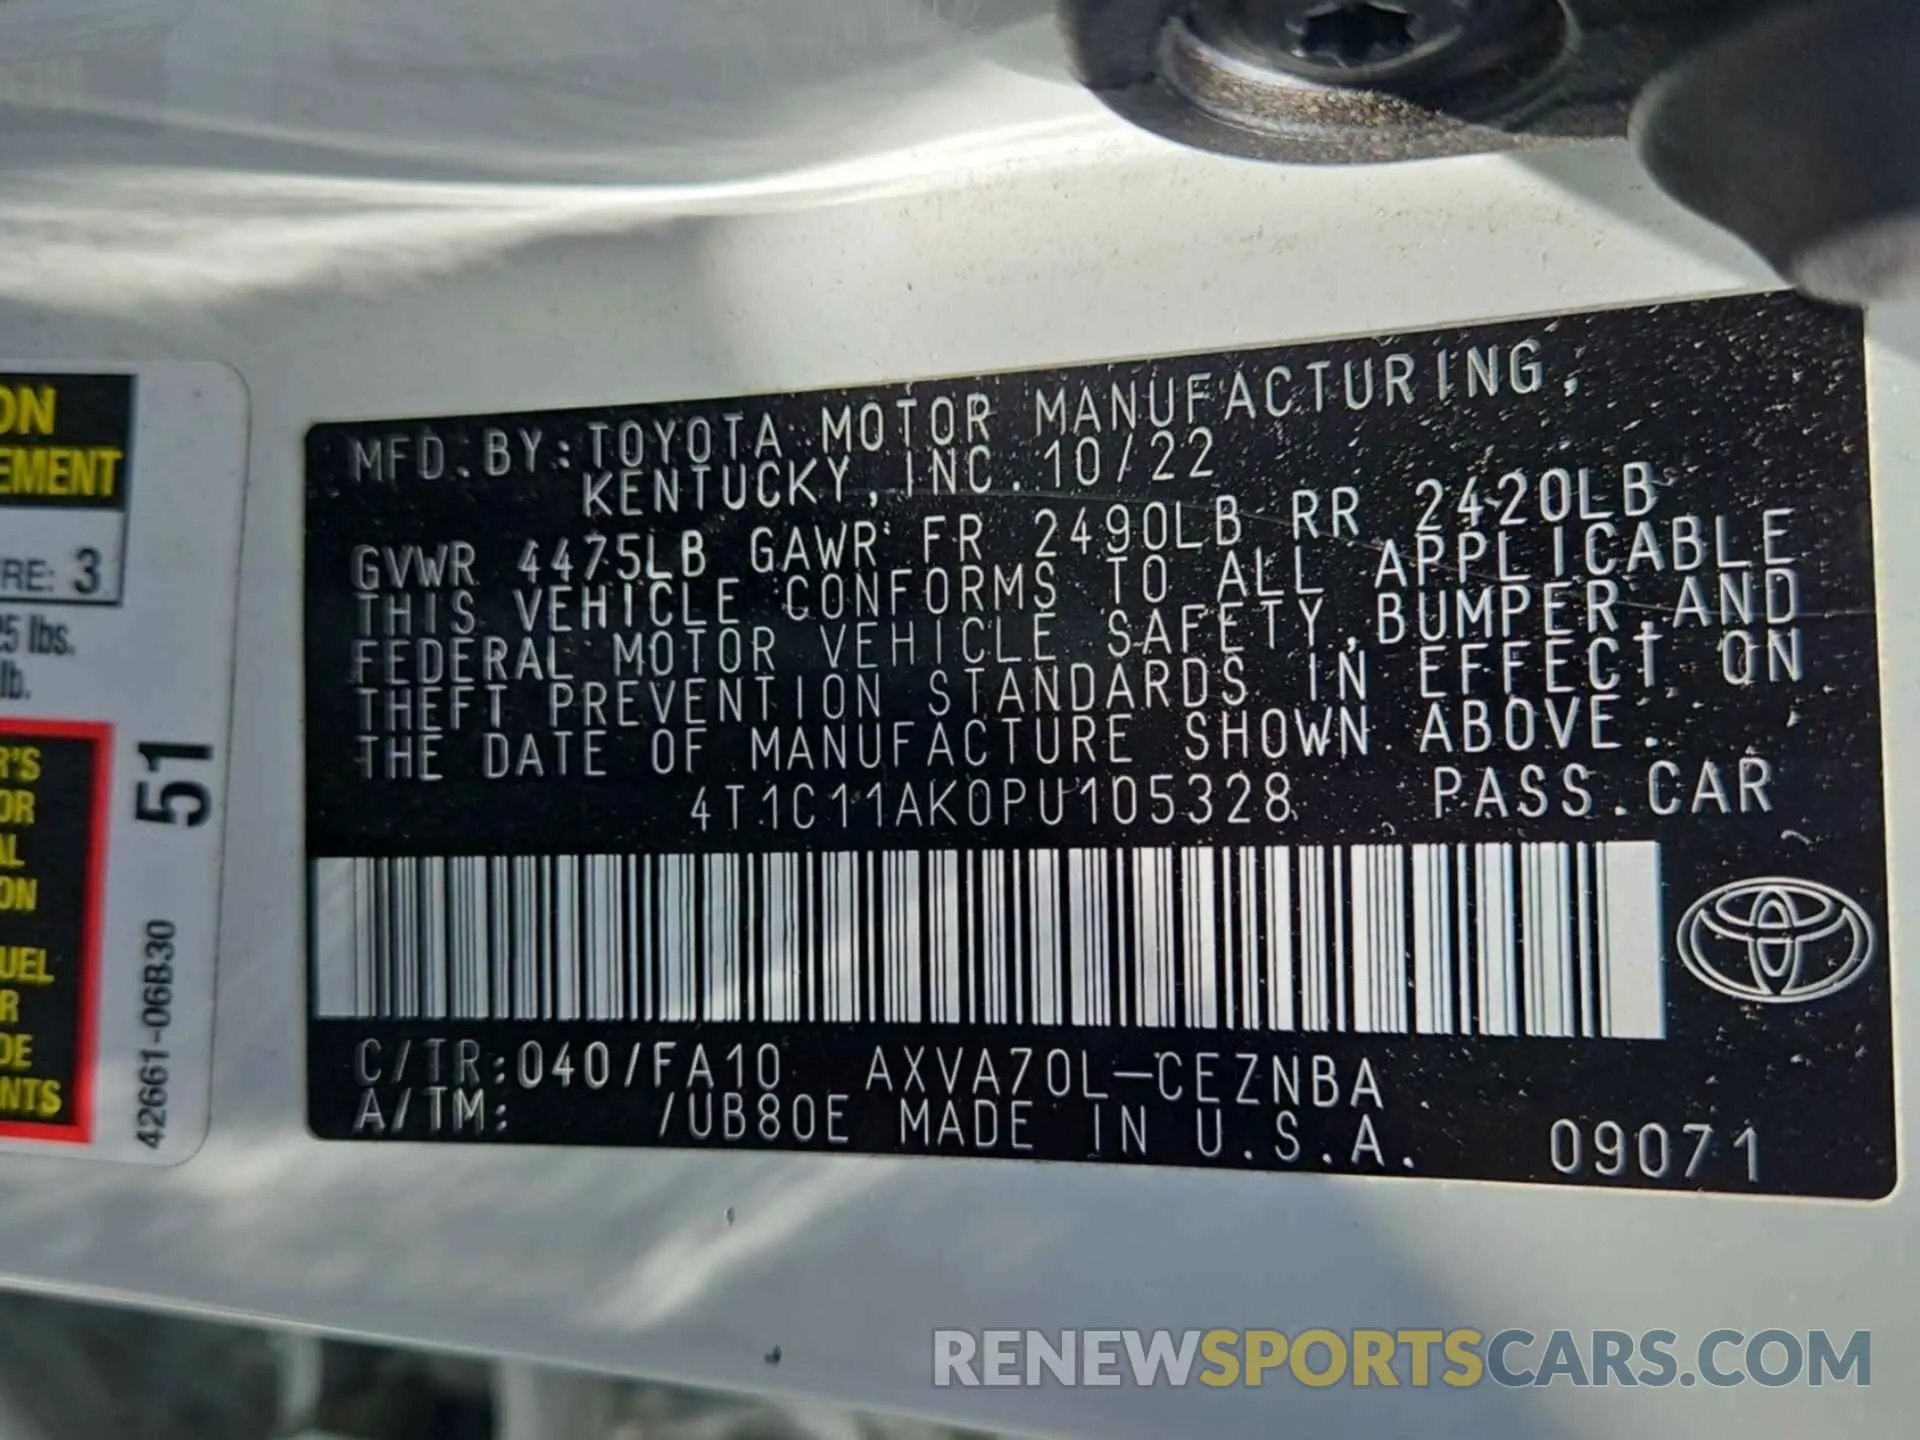 ON
EMENT
RE: 3
25 lbs.
lb.
R'S
OR
AL
ON
UEL
R
DE
NTS
51
42661-06B30
MFD. BY: TOYOTA MOTOR MANUFACTURING,
KENTUCKY, INC. 10/22
GVWR 4475LB GAWR FR 2490LB RR 2420LB
THIS VEHICLE CONFORMS TO ALL APPLICABLE
FEDERAL MOTOR VEHICLE SAFETY, BUMPER, AND
THEFT PREVENTION STANDARDS IN EFFECT ON
THE DATE OF MANUFACTURE SHOWN ABOVE.
4T1C11AK0PU105328 PASS. CAR
C/TR: 040/FA10 AXVA70L-CEZNBA
A/TM: /UB80E MADE IN U.S.A. 09071
RENEWSPORTSCARS.COM